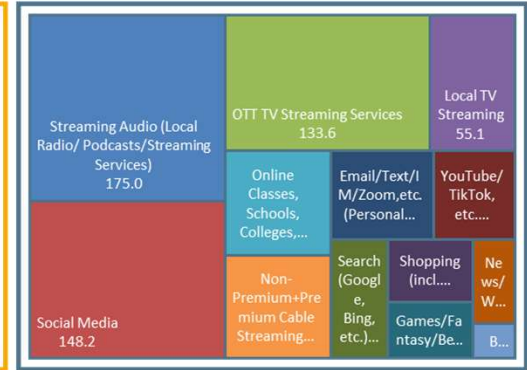 Streaming Audio (Local
Radio/ Podcasts/Streaming
Services)
175.0
Social Media
148.2
OTT TV Streaming Services
133.6
Local TV
Streaming
55.1
Online
Classes,
Schools,
Colleges,...
Email/Text/I
M/Zoom,etc.
(Personal...
YouTube/
TikTok,
etc....
Non-
Premium+Pre
mium Cable
Streaming...
Search
(Googl
e,
Bing,
etc.)...
Shopping
(incl....
Games/Fa
ntasy/Be...
Ne
ws/
W...
B...